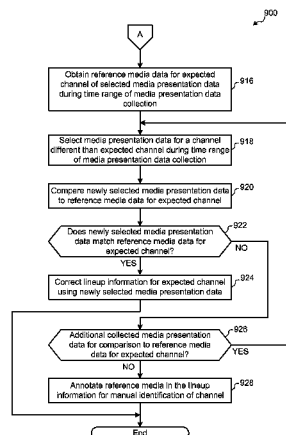 900
A
Obtain reference media data for expected
channel of selected media presentation data
during time range of media presentation data
collection
916
Select media presentation data for a channel
different than expected channel during time range
of media presentation data collection
918
Compare newly selected media presentation data
to reference media data for expected channel
920
922
Does newly selected media presentation
data match reference media data for
expected channel?
NO
YES
Correct lineup information for expected channel
using newly selected media presentation data
924
926
Additional collected media presentation
data for comparison to reference media
data for expected channel?
YES
NO
Annotate reference media in the lineup
information for manual identification of channel
928
End